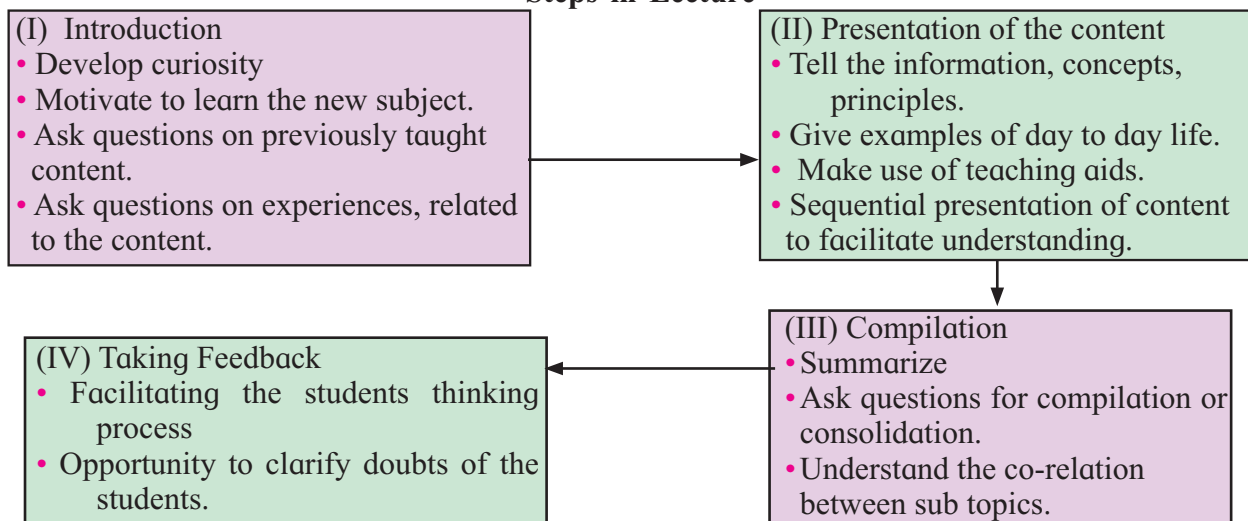 Steps in Lecture
(I) Introduction
• Develop curiosity
• Motivate to learn the new subject.
• Ask questions on previously taught
content.
• Ask questions on experiences, related
to the content.
(II) Presentation of the content
• Tell the information, concepts,
principles.
• Give examples of day to day life.
• Make use of teaching aids.
• Sequential presentation of content
to facilitate understanding.
(III) Compilation
• Summarize
• Ask questions for compilation or
consolidation.
• Understand the co-relation
between sub topics.
(IV) Taking Feedback
• Facilitating the students thinking
process
• Opportunity to clarify doubts of the
students.